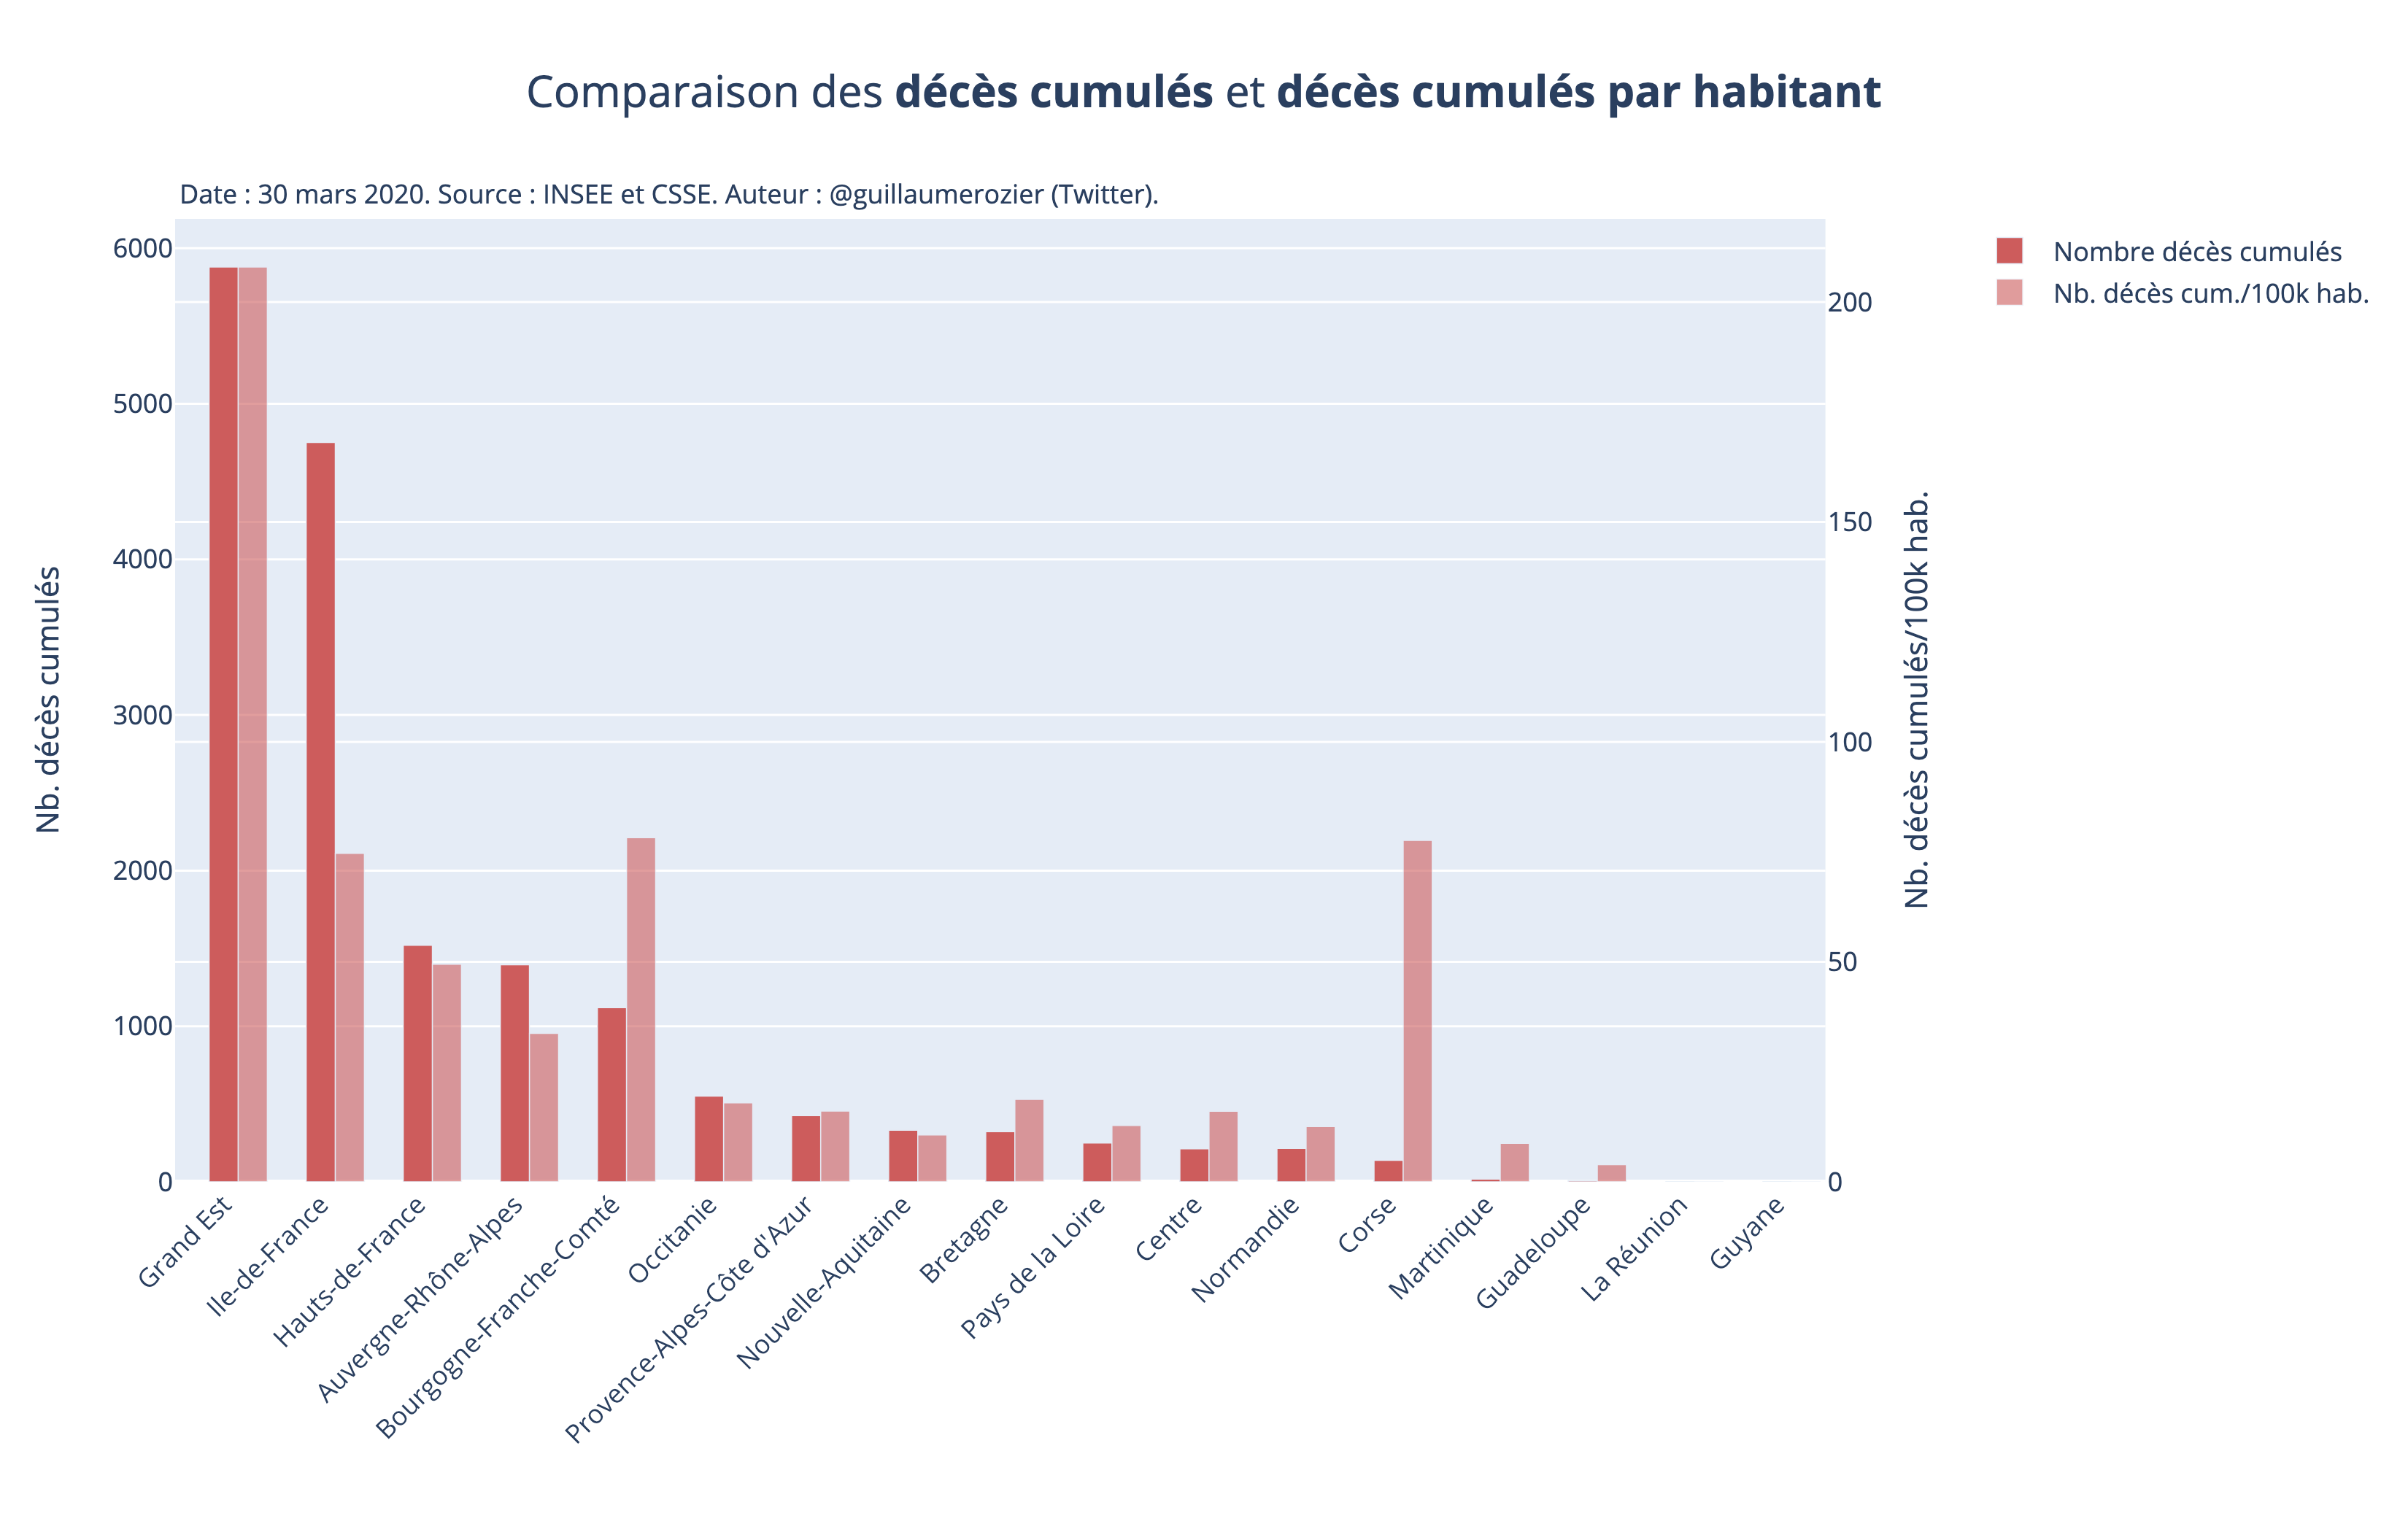 Comparaison des décès cumulés et décès cumulés par habitant
Date : 30 mars 2020. Source : INSEE et CSSE. Auteur : @guillaumerozier (Twitter).
Nombre décès cumulés
Nb. décès cum./100k hab.
Nb. décès cumulés
6000
5000
4000
3000
2000
1000
0
200
150
100
50
0
Nb. décès cumulés/100k hab.
Grand Est
Ile-de-France
Hauts-de-France
Auvergne-Rhône-Alpes
Bourgogne-Franche-Comté
Occitanie
Provence-Alpes-Côte d'Azur
Nouvelle-Aquitaine
Bretagne
Pays de la Loire
Centre
Normandie
Corse
Martinique
Guadeloupe
La Réunion
Guyane